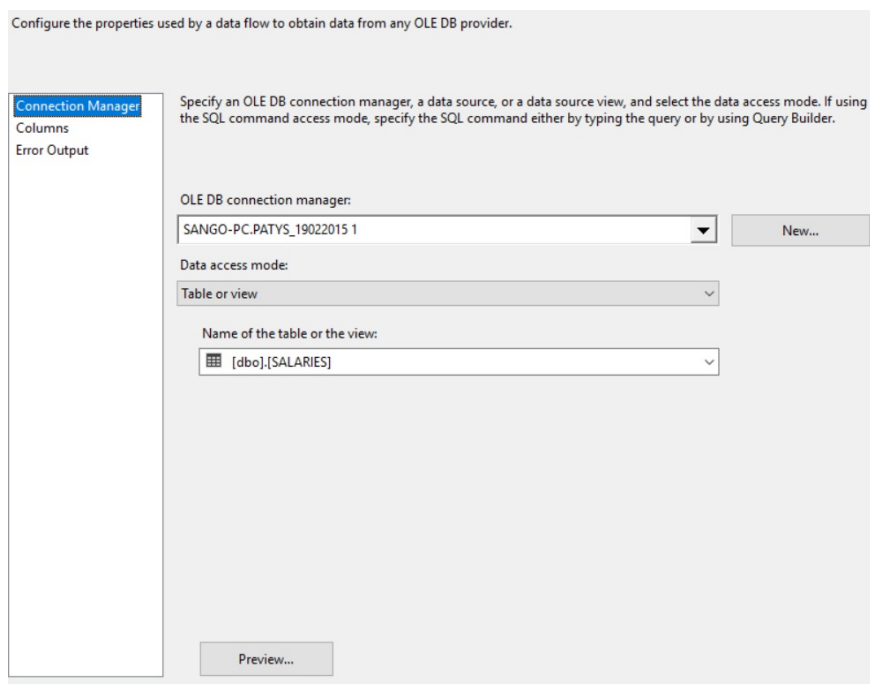 Configure the properties used by a data flow to obtain data from any OLE DB provider.
Connection Manager
Columns
Error Output
Specify an OLE DB connection manager, a data source, or a data source view, and select the data access mode. If using
the SQL command access mode, specify the SQL command either by typing the query or by using Query Builder.
OLE DB connection manager:
SANGO-PC.PATYS_19022015 1
New...
Data access mode:
Table or view
Name of the table or the view:
[dbo].[SALARIES]
Preview...